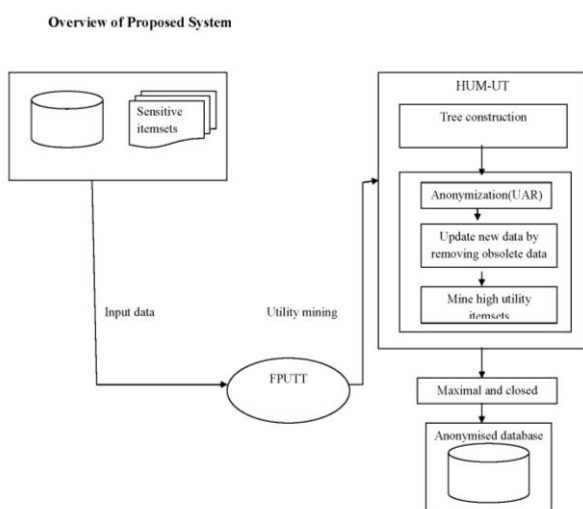 Overview of Proposed System
Sensitive
itemsets
HUM-UT
Tree construction
Anonymization(UAR)
Update new data by
removing obsolete data
Mine high utility
itemsets
Input data
Utility mining
FPUTT
Maximal and closed
Anonymised database